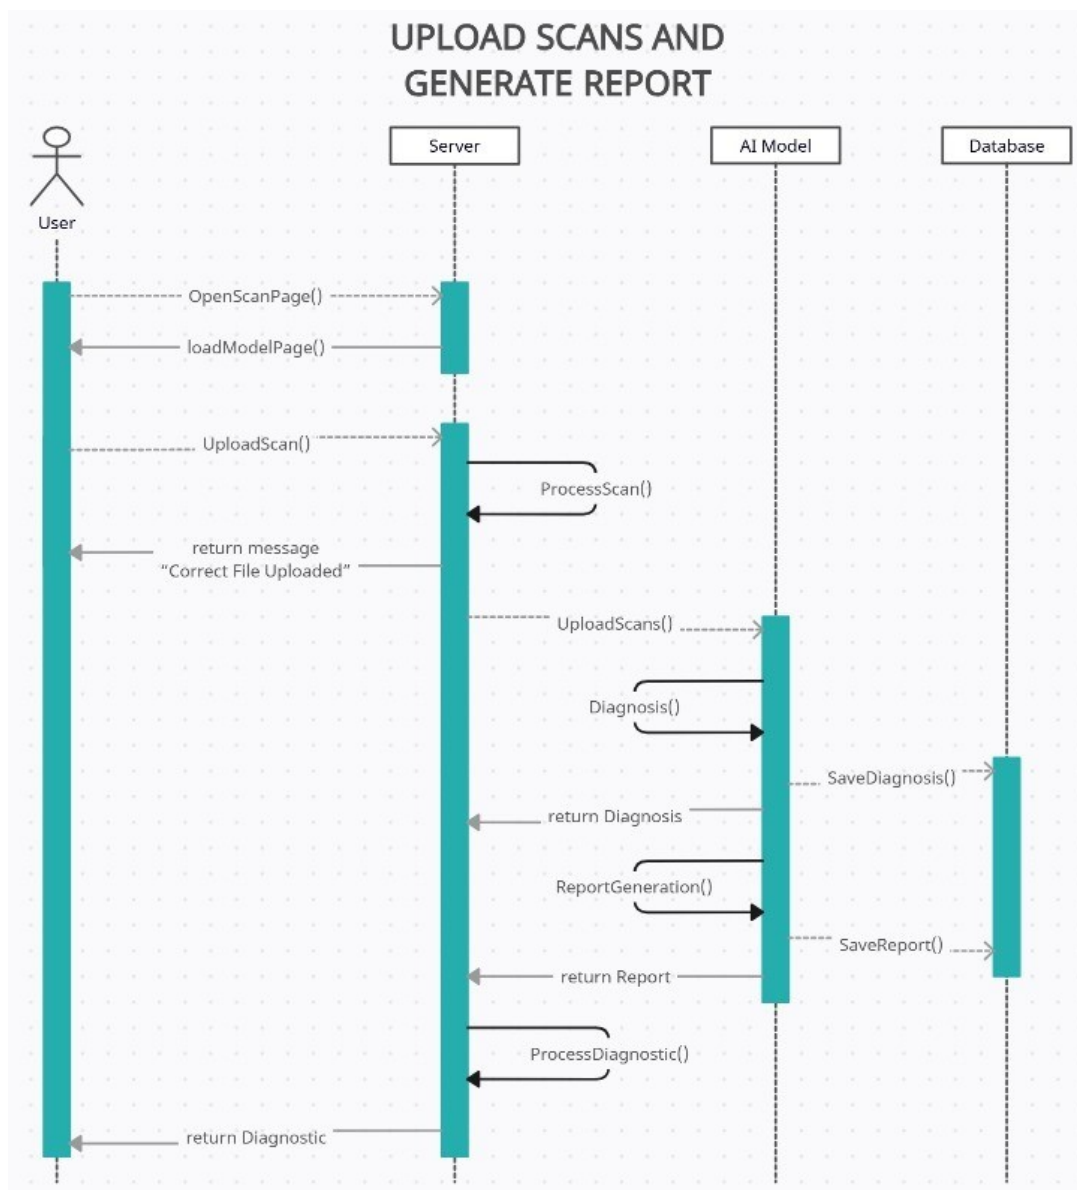 UPLOAD SCANS AND
GENERATE REPORT
Server
AI Model
Database
User
OpenScanPage()
loadModelPage()
UploadScan()
ProcessScan()
return message
“Correct File Uploaded”
UploadScans()
Diagnosis()
SaveDiagnosis()
return Diagnosis
ReportGeneration()
SaveReport()
return Report
ProcessDiagnostic()
return Diagnostic